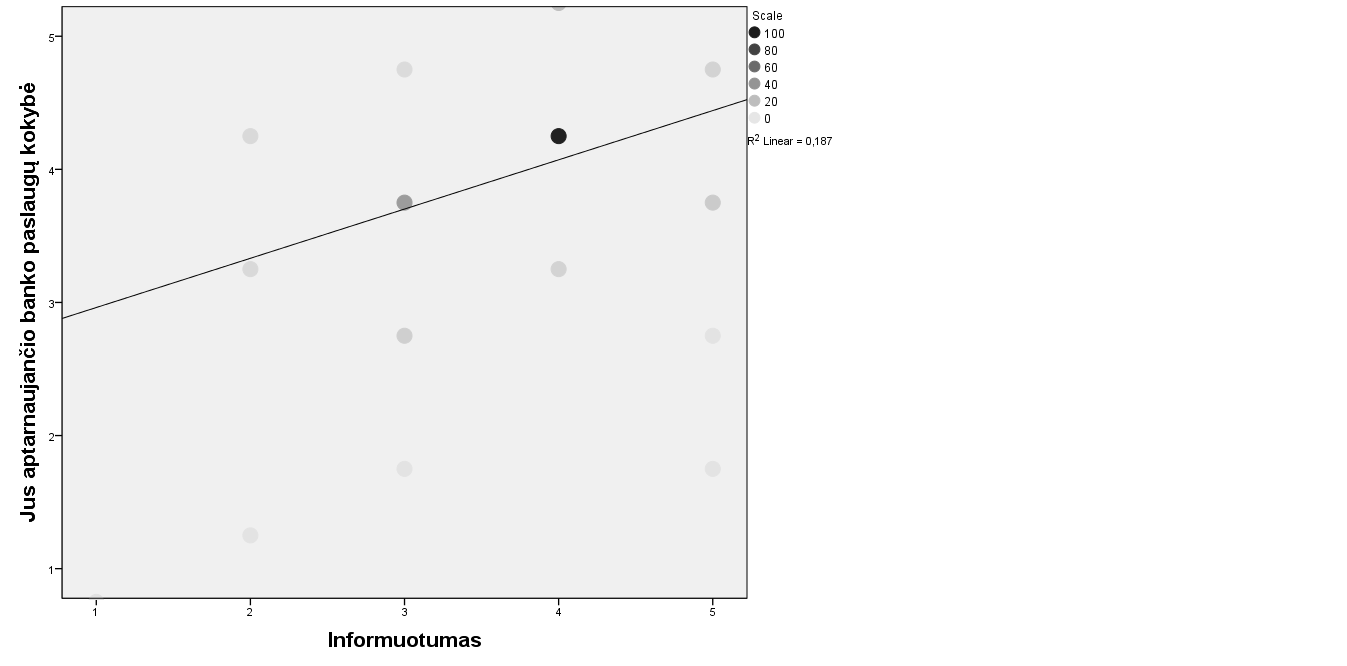 Jus aptarnaujančio banko paslaugų kokybė
5
4
3
2
1
1 2 3 4 5
Informuotumas
Scale
100
80
60
40
20
0
R² Linear = 0,187